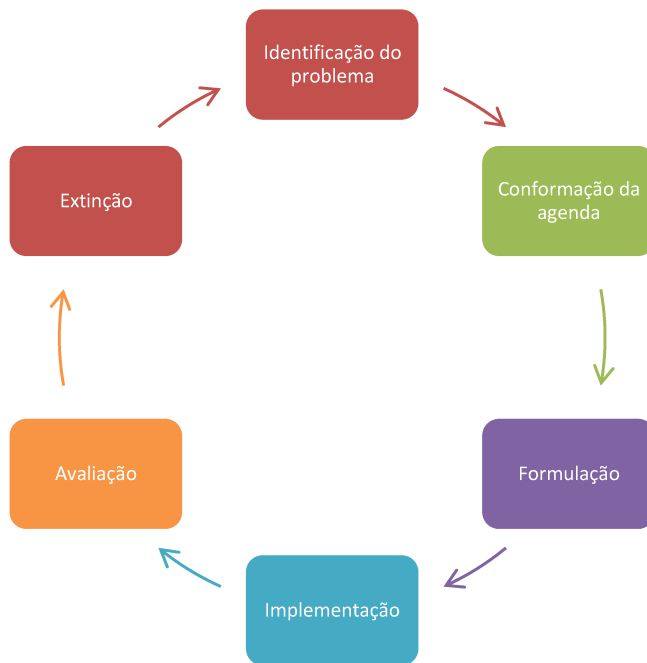 Identificação do
problema
Conformação da
agenda
Formulação
Implementação
Avaliação
Extinção